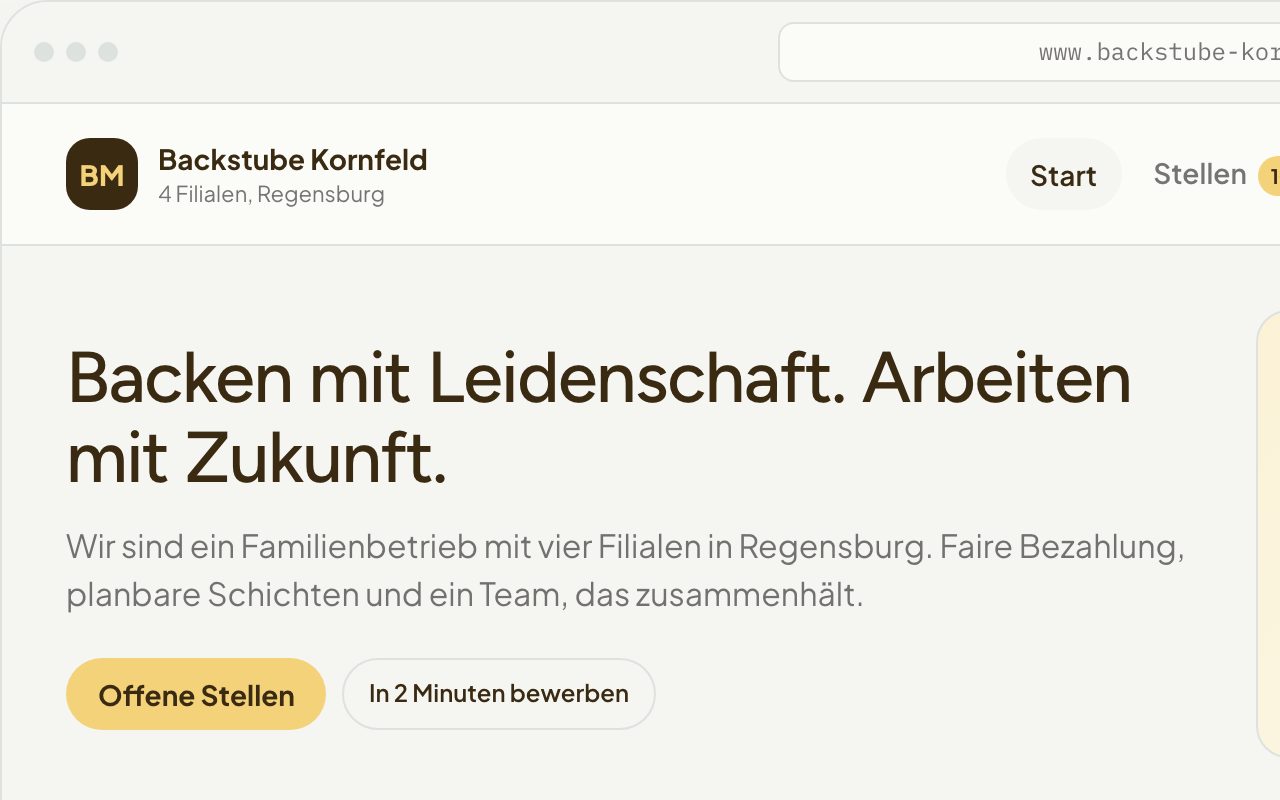 www.backstube-kor
BM
Backstube Kornfeld
4 Filialen, Regensburg
Start
Stellen
1
Backen mit Leidenschaft. Arbeiten
mit Zukunft.
Wir sind ein Familienbetrieb mit vier Filialen in Regensburg. Faire Bezahlung,
planbare Schichten und ein Team, das zusammenhält.
Offene Stellen
In 2 Minuten bewerben